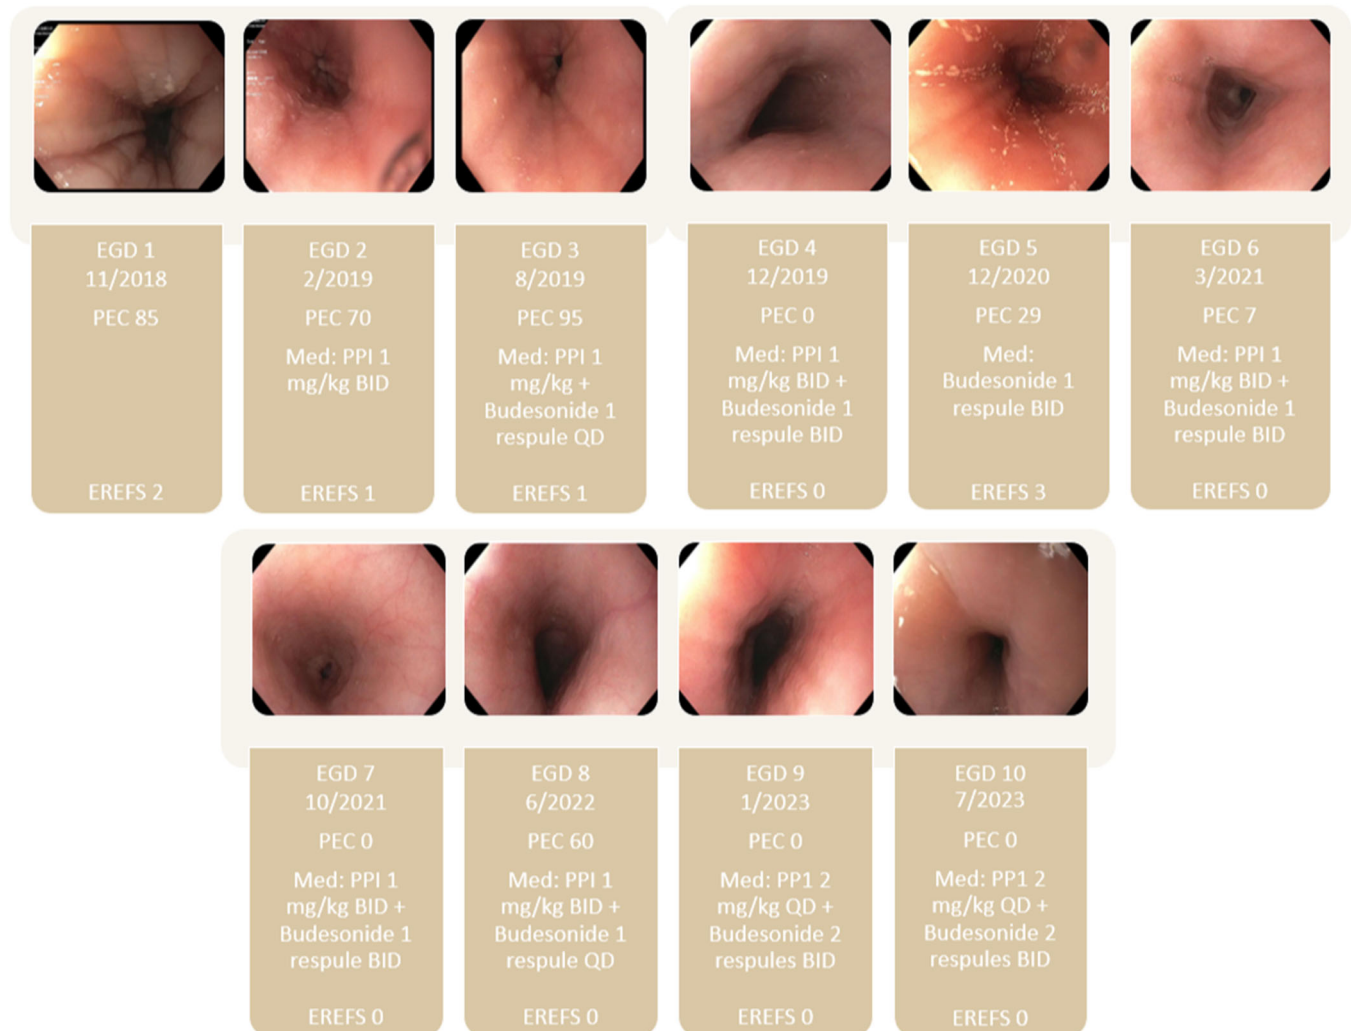 EGD 1
11/2018
PEC 85
EREFS 2
EGD 2
2/2019
PEC 70
Med: PPI 1
mg/kg BID
EREFS 1
EGD 3
8/2019
PEC 95
Med: PPI 1
mg/kg +
Budesonide 1
respule QD
EREFS 1
EGD 4
12/2019
PEC 0
Med: PPI 1
mg/kg BID +
Budesonide 1
respule BID
EREFS 0
EGD 5
12/2020
PEC 29
Med:
Budesonide 1
respule BID
EREFS 3
EGD 6
3/2021
PEC 7
Med: PPI 1
mg/kg BID +
Budesonide 1
respule BID
EREFS 0
EGD 7
10/2021
PEC 0
Med: PPI 1
mg/kg BID +
Budesonide 1
respule BID
EREFS 0
EGD 8
6/2022
PEC 60
Med: PPI 1
mg/kg BID +
Budesonide 1
respule QD
EREFS 0
EGD 9
1/2023
PEC 0
Med: PP1 2
mg/kg QD +
Budesonide 2
respules BID
EREFS 0
EGD 10
7/2023
PEC 0
Med: PP1 2
mg/kg QD +
Budesonide 2
respules BID
EREFS 0